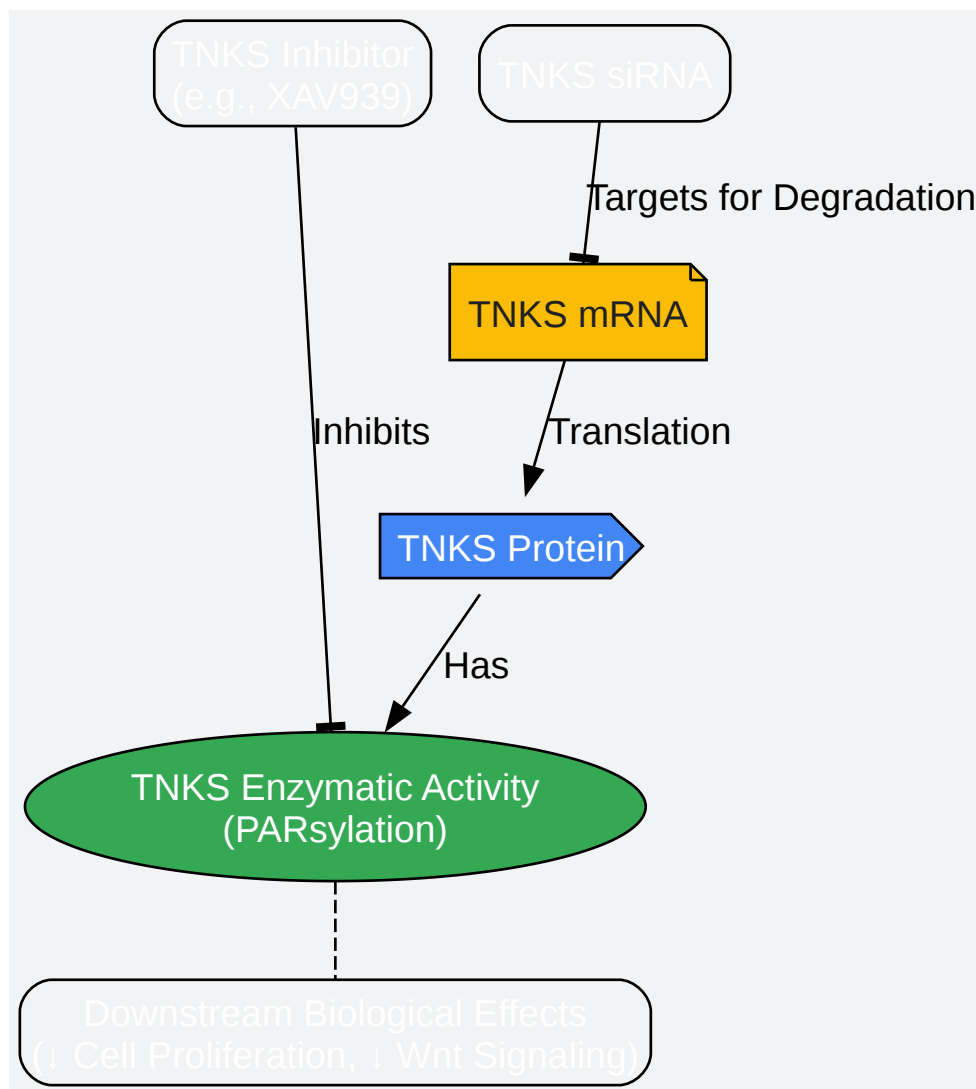 TNKS Inhibitor
(e.g., XAV939)
TNKS siRNA
Targets for Degradation
TNKS mRNA
Inhibits
Translation
TNKS Protein
Has
TNKS Enzymatic Activity
(PARsylation)
Downstream Biological Effects
(↓ Cell Proliferation, ↓ Wnt Signaling)